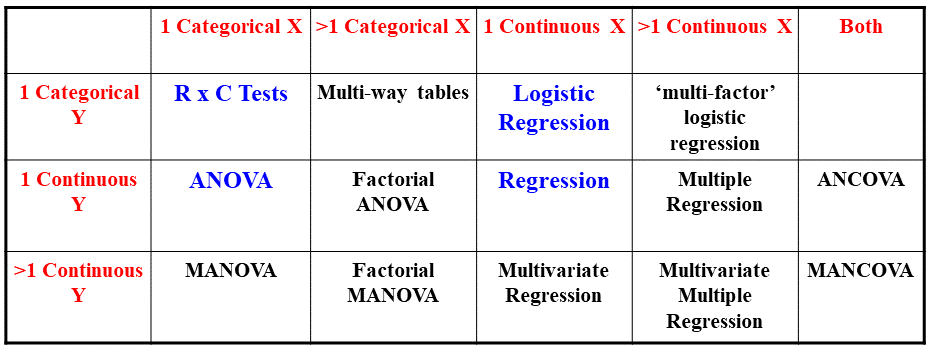 1 Categorical X >1 Categorical X 1 Continuous X >1 Continuous X Both
1 Categorical R x C Tests Multi-way tables Logistic ‘multi-factor’
Y Regression logistic
regression
1 Continuous ANOVA Factorial Regression Multiple ANCOVA
Y ANOVA Regression
>1 Continuous MANOVA Factorial Multivariate Multivariate MANCOVA
Y MANOVA Regression Multiple
Regression